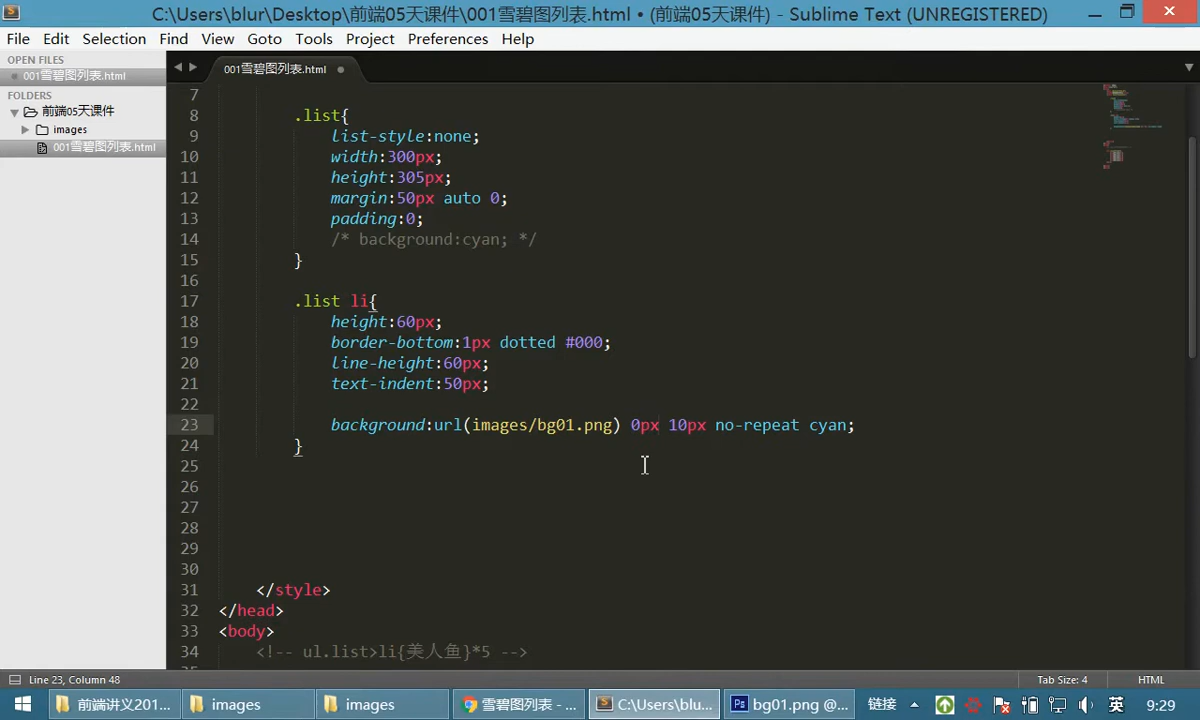 C:\Users\blur\Desktop\前端05天课件\001雪碧图列表.html • (前端05天课件) - Sublime Text (UNREGISTERED)
File Edit Selection Find View Goto Tools Project Preferences Help
OPEN FILES
001雪碧图列表.html
FOLDERS
前端05天课件
images
001雪碧图列表.html
001雪碧图列表.html
7
8 .list{
9 list-style:none;
10 width:300px;
11 height:305px;
12 margin:50px auto 0;
13 padding:0;
14 /* background:cyan; */
15 }
16
17 .list li{
18 height:60px;
19 border-bottom:1px dotted #000;
20 line-height:60px;
21 text-indent:50px;
22
23 background:url(images/bg01.png) 0px 10px no-repeat cyan;
24 }
25
26
27
28
29
30
31 </style>
32 </head>
33 <body>
34 <!-- ul.list>li{美人鱼}*5 -->
Line 23, Column 48 Tab Size: 4 HTML
前端讲义201... images images 雪碧图列表 - ... C:\Users\blur... bg01.png @... 链接 英 9:29